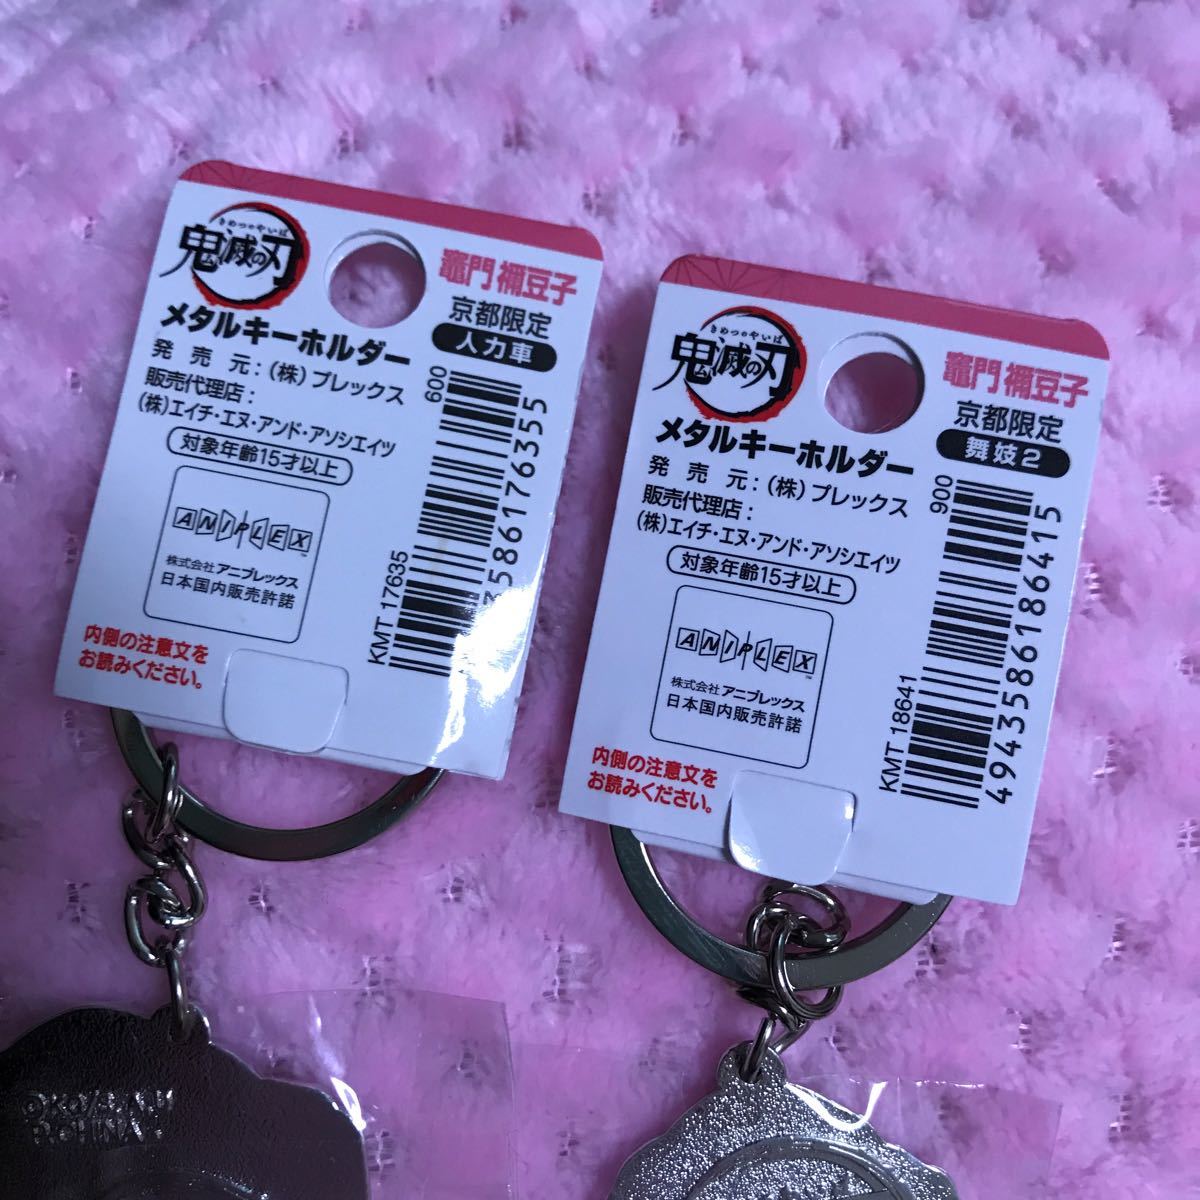 きめつのやいば
鬼滅の刃
竈門 禰豆子
京都限定
人力車
メタルキーホルダー
発売元：(株)プレックス
販売代理店：
(株)エイチ・エヌ・アンド・アソシエイツ
対象年齢15才以上
ANIPLEX
株式会社 アニプレックス
日本国内販売許諾
内側の注意文を
お読みください。
600
KMT 17635
3586176355
きめつのやいば
鬼滅の刃
竈門 禰豆子
京都限定
舞妓2
メタルキーホルダー
発売元：(株)プレックス
販売代理店：
(株)エイチ・エヌ・アンド・アソシエイツ
対象年齢15才以上
ANIPLEX
株式会社 アニプレックス
日本国内販売許諾
内側の注意文を
お読みください。
900
KMT 18641
4943586186415